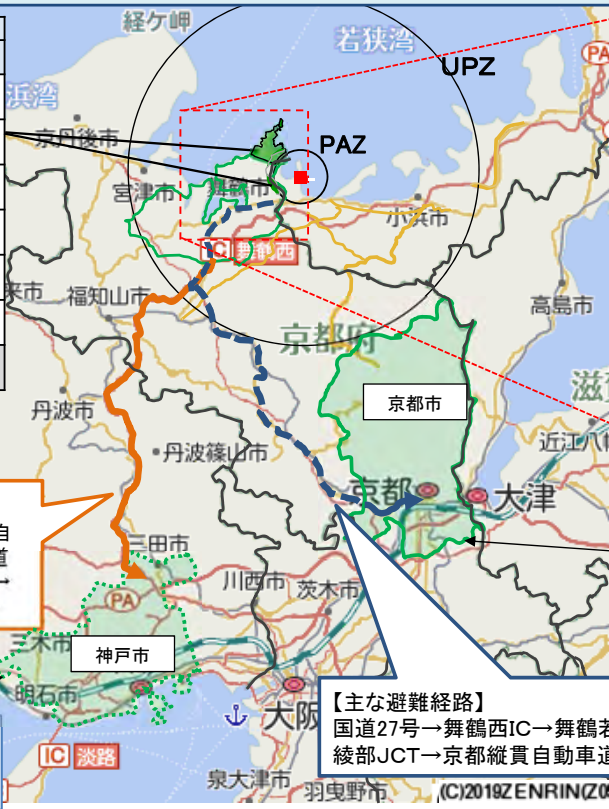 経ケ岬
若狭湾
UPZ
PA
浜湾
京丹後市
PAZ
宮津市
舞鶴市
小浜市
IC 舞鶴西
来市
福知山市
高島市
京都府
滋賀
丹波市
京都市
近江八幡
丹波篠山市
京都
大津
自
道
→
三田市
PA
川西市
茨木市
三木市
神戸市
明石市
大阪
【主な避難経路】
国道27号→舞鶴西IC→舞鶴若
綾部JCT→京都縦貫自動車道
IC 淡路
泉大津市
羽曳野市
(C)2019ZENRIN(Z0